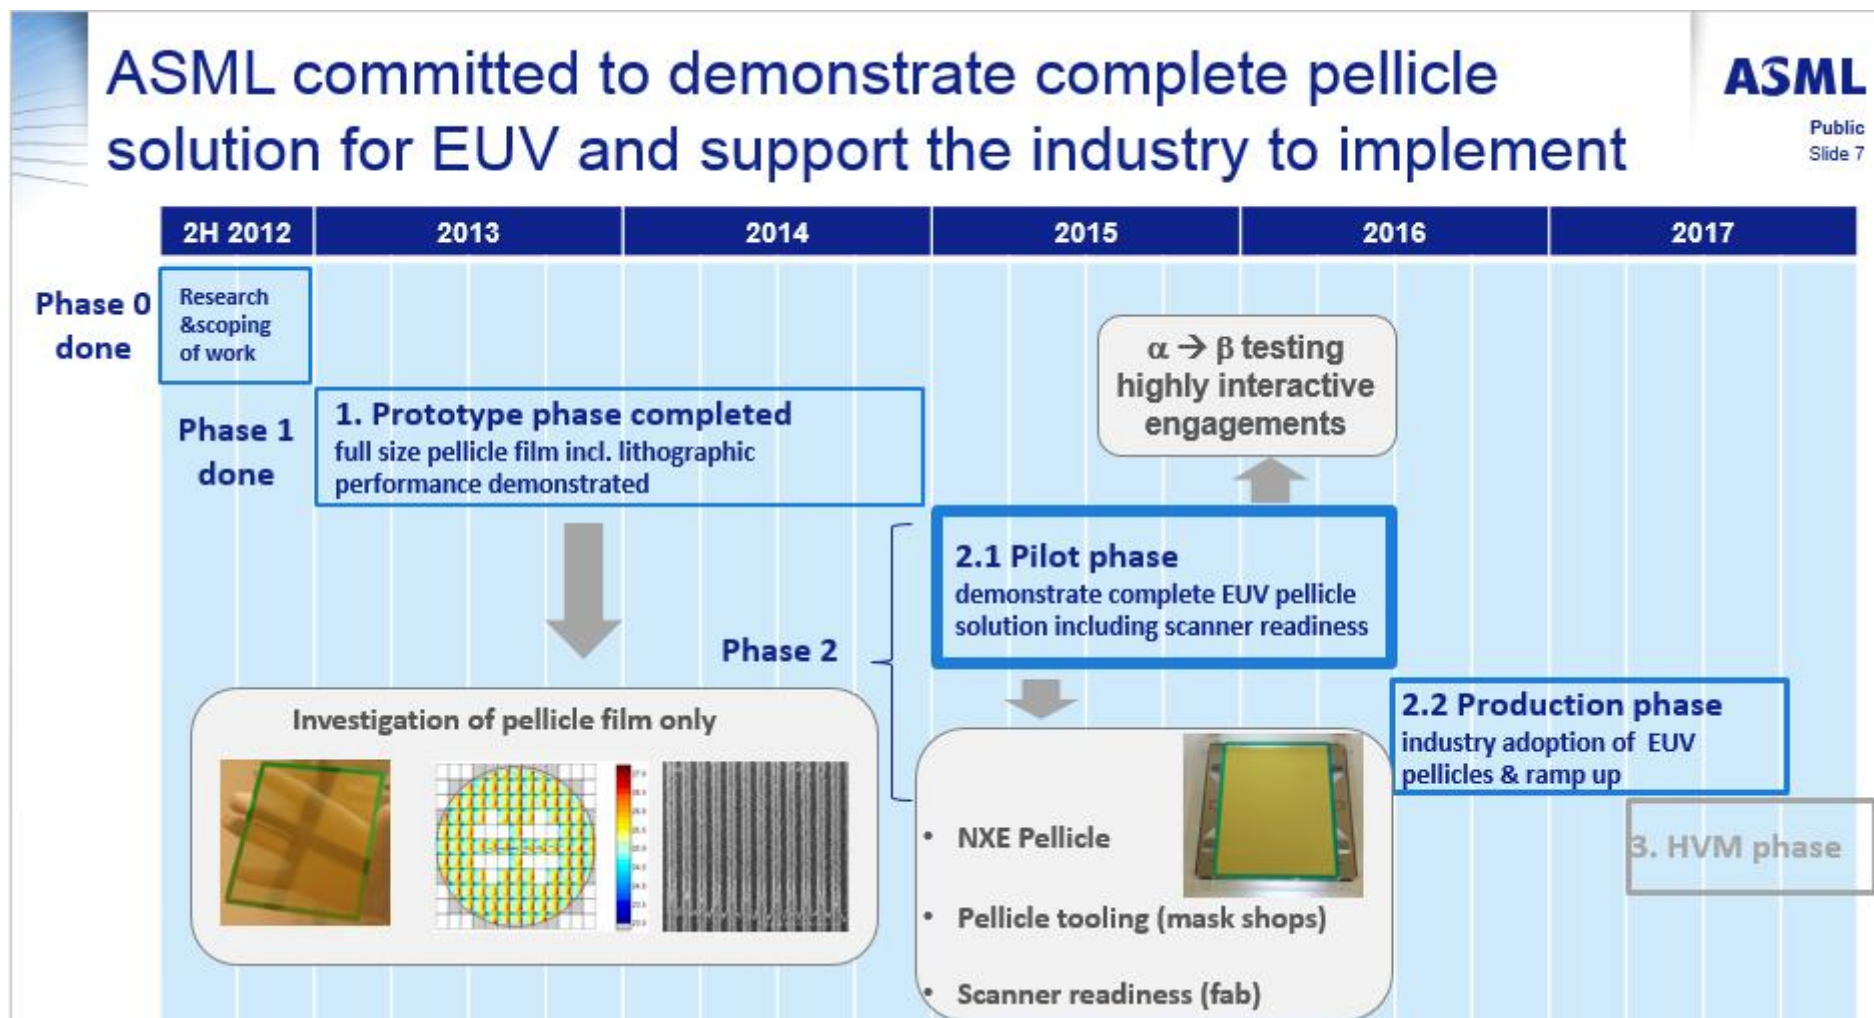 ASML committed to demonstrate complete pellicle
solution for EUV and support the industry to implement
ASML
Public
Slide 7
2H 2012
2013
2014
2015
2016
2017
Phase 0
done
Research
&scoping
of work
Phase 1
done
1. Prototype phase completed
full size pellicle film incl. lithographic
performance demonstrated
α → β testing
highly interactive
engagements
Phase 2
2.1 Pilot phase
demonstrate complete EUV pellicle
solution including scanner readiness
2.2 Production phase
industry adoption of EUV
pellicles & ramp up
3. HVM phase
Investigation of pellicle film only
• NXE Pellicle
• Pellicle tooling (mask shops)
• Scanner readiness (fab)